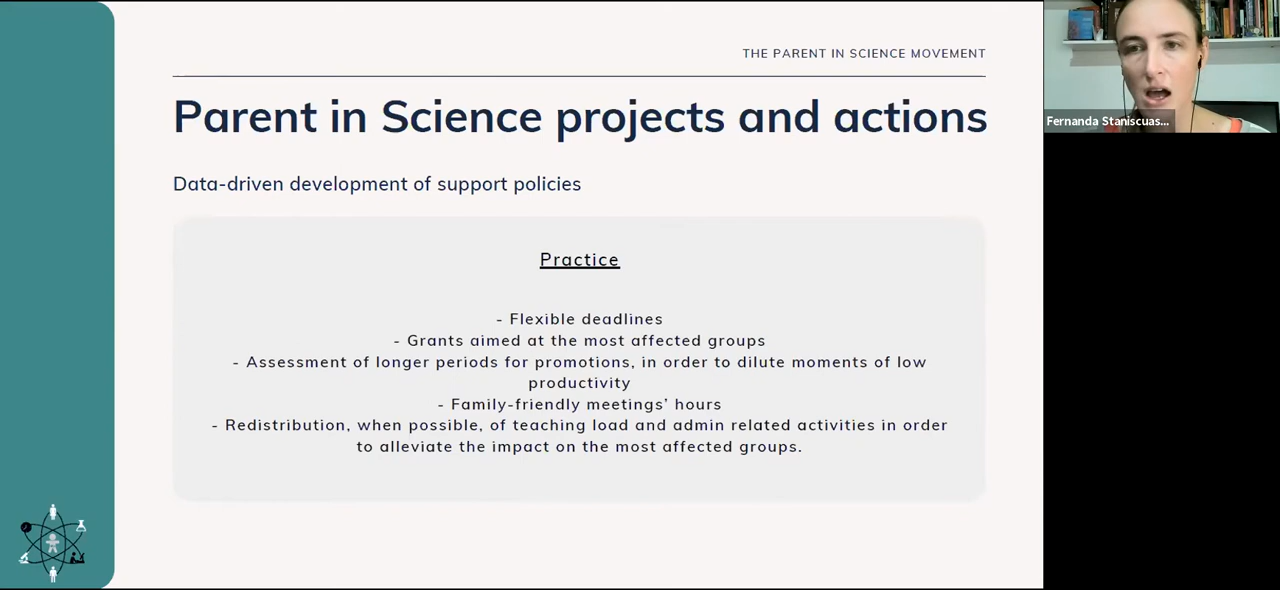 THE PARENT IN SCIENCE MOVEMENT
Parent in Science projects and actions
Fernanda Staniscuas...
Data-driven development of support policies
Practice
- Flexible deadlines
- Grants aimed at the most affected groups
- Assessment of longer periods for promotions, in order to dilute moments of low
productivity
- Family-friendly meetings’ hours
- Redistribution, when possible, of teaching load and admin related activities in order
to alleviate the impact on the most affected groups.